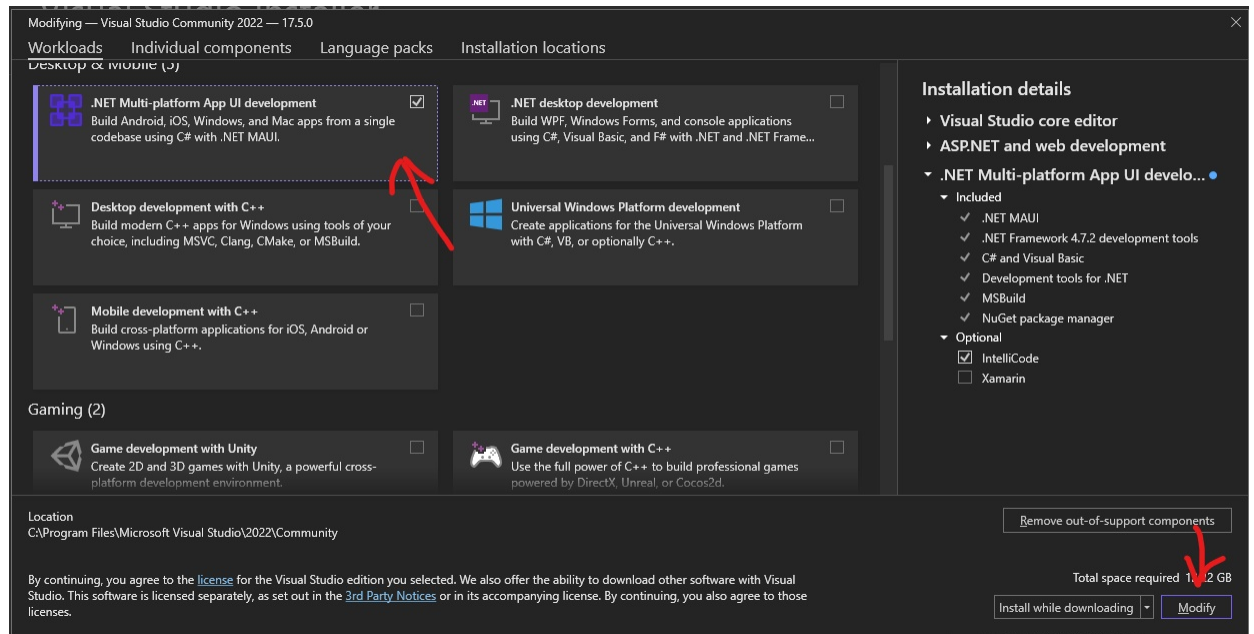 Modifying — Visual Studio Community 2022 — 17.5.0
Workloads
Individual components
Language packs
Installation locations
Desktop & Mobile (5)
.NET Multi-platform App UI development
Build Android, iOS, Windows, and Mac apps from a single
codebase using C# with .NET MAUI.
.NET
.NET desktop development
Build WPF, Windows Forms, and console applications
using C#, Visual Basic, and F# with .NET and .NET Frame...
Desktop development with C++
Build modern C++ apps for Windows using tools of your
choice, including MSVC, Clang, CMake, or MSBuild.
Universal Windows Platform development
Create applications for the Universal Windows Platform
with C#, VB, or optionally C++.
Mobile development with C++
Build cross-platform applications for iOS, Android or
Windows using C++.
Gaming (2)
Game development with Unity
Create 2D and 3D games with Unity, a powerful cross-
platform development environment.
Game development with C++
Use the full power of C++ to build professional games
powered by DirectX, Unreal, or Cocos2d.
Installation details
Visual Studio core editor
ASP.NET and web development
.NET Multi-platform App UI develo...
Included
.NET MAUI
.NET Framework 4.7.2 development tools
C# and Visual Basic
Development tools for .NET
MSBuild
NuGet package manager
Optional
IntelliCode
Xamarin
Location
C:\Program Files\Microsoft Visual Studio\2022\Community
By continuing, you agree to the license for the Visual Studio edition you selected. We also offer the ability to download other software with Visual
Studio. This software is licensed separately, as set out in the 3rd Party Notices or in its accompanying license. By continuing, you also agree to those
licenses.
Remove out-of-support components
Total space required GB
Install while downloading
Modify